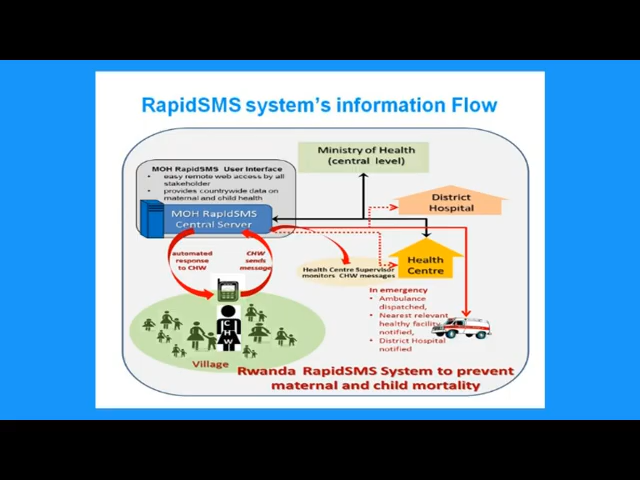 RapidSMS system's information Flow
Ministry of Health
(central level)
MOH RapidSMS User Interface
• easy remote web access by all
stakeholder
• provides countrywide data on
maternal and child health
MOH RapidSMS
Central Server
District
Hospital
automated
response
to CHW
CHW
sends
message
Health Centre Supervisor
monitors CHW messages
Health
Centre
In emergency
• Ambulance
dispatched,
• Nearest relevant
healthy facility
notified,
• District Hospital
notified
CHW
Village
Rwanda RapidSMS System to prevent
maternal and child mortality